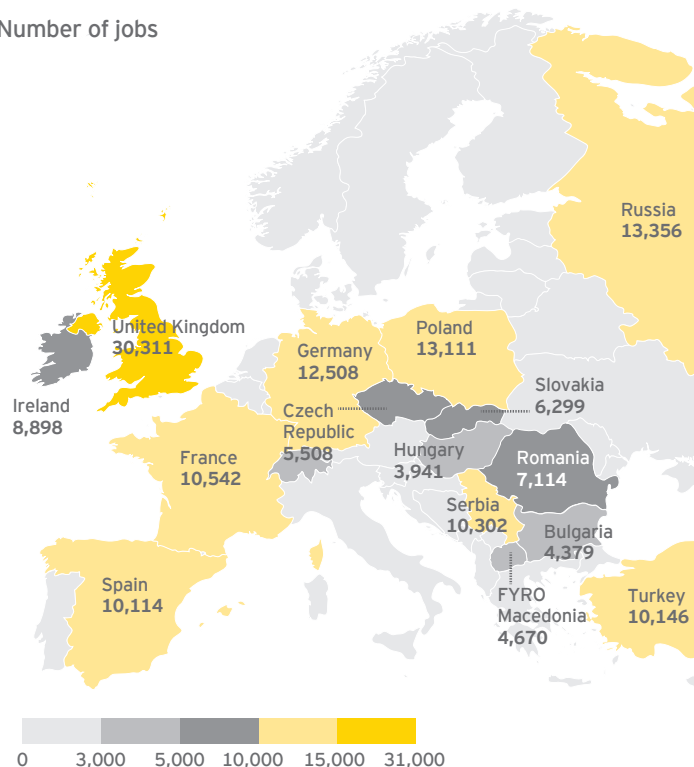 Number of jobs
Russia
13,356
United Kingdom
30,311
Poland
13,111
Germany
12,508
Slovakia
6,299
Ireland
8,898
Czech
Republic
5,508
France
10,542
Hungary
3,941
Romania
7,114
Serbia
10,302
Bulgaria
4,379
Spain
10,114
FYRO
Macedonia
4,670
Turkey
10,146
0 3,000 5,000 10,000 15,000 31,000